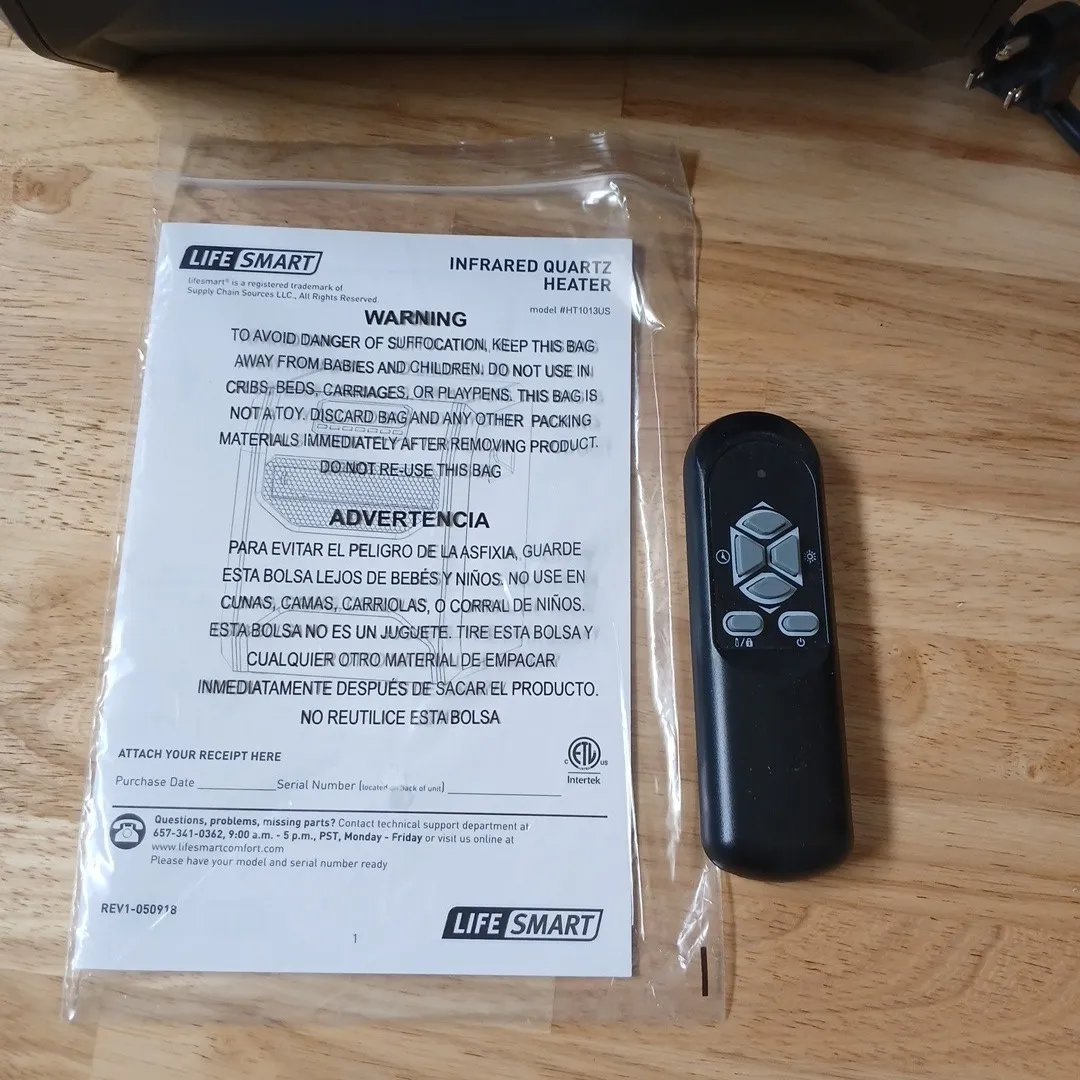 LIFE SMART
lifesmart® is a registered trademark of
Supply Chain Sources LLC., All Rights Reserved.
INFRARED QUARTZ
HEATER
model #HT1013US
WARNING
TO AVOID DANGER OF SUFFOCATION, KEEP THIS BAG
AWAY FROM BABIES AND CHILDREN. DO NOT USE IN
CRIBS, BEDS, CARRIAGES, OR PLAYPENS. THIS BAG IS
NOT A TOY. DISCARD BAG AND ANY OTHER PACKING
MATERIALS IMMEDIATELY AFTER REMOVING PRODUCT.
DO NOT RE-USE THIS BAG
ADVERTENCIA
PARA EVITAR EL PELIGRO DE LA ASFIXIA, GUARDE
ESTA BOLSA LEJOS DE BEBÉS Y NIÑOS. NO USE EN
CUNAS, CAMAS, CARRIOLAS, O CORRAL DE NIÑOS.
ESTA BOLSA NO ES UN JUGUETE. TIRE ESTA BOLSA Y
CUALQUIER OTRO MATERIAL DE EMPACAR
INMEDIATAMENTE DESPUÉS DE SACAR EL PRODUCTO.
NO REUTILICE ESTA BOLSA
ATTACH YOUR RECEIPT HERE
Purchase Date Serial Number (located on back of unit)
C ETL US
Intertek
Questions, problems, missing parts? Contact technical support department at
657-341-0362, 9:00 a.m. - 5 p.m., PST, Monday - Friday or visit us online at
www.lifesmartcomfort.com
Please have your model and serial number ready
REV1-050918
LIFE SMART
1